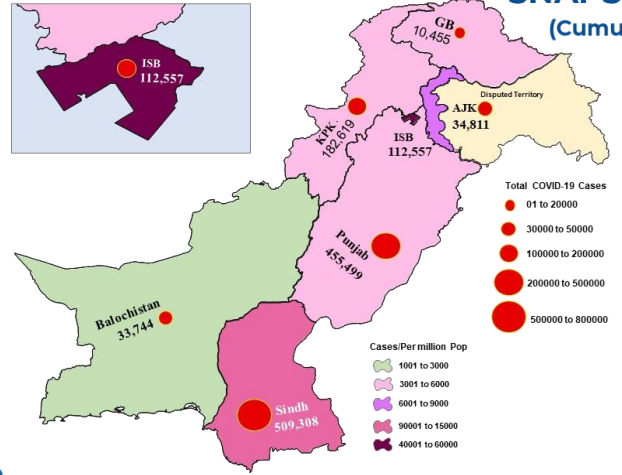 (Cumu
GB
10,455
ISB
112,557
Disputed Territory
AJK
34,811
KPK
182,619
ISB
112,557
Punjab
455,499
Balochistan
33,744
Sindh
509,308
Total COVID-19 Cases
01 to 20000
30000 to 50000
100000 to 200000
200000 to 500000
500000 to 800000
Cases/Per million Pop
1001 to 3000
3001 to 6000
6001 to 9000
90001 to 15000
40001 to 60000